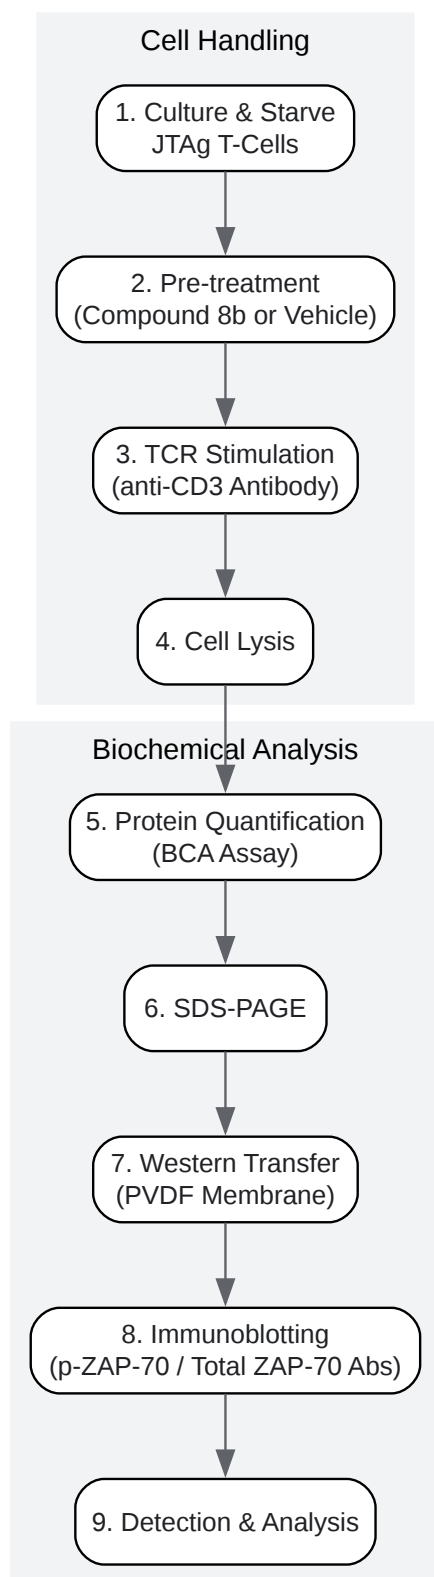 Cell Handling
1. Culture & Starve
JTAg T-Cells
2. Pre-treatment
(Compound 8b or Vehicle)
3. TCR Stimulation
(anti-CD3 Antibody)
4. Cell Lysis
Biochemical Analysis
5. Protein Quantification
(BCA Assay)
6. SDS-PAGE
7. Western Transfer
(PVDF Membrane)
8. Immunoblotting
(p-ZAP-70 / Total ZAP-70 Abs)
9. Detection & Analysis